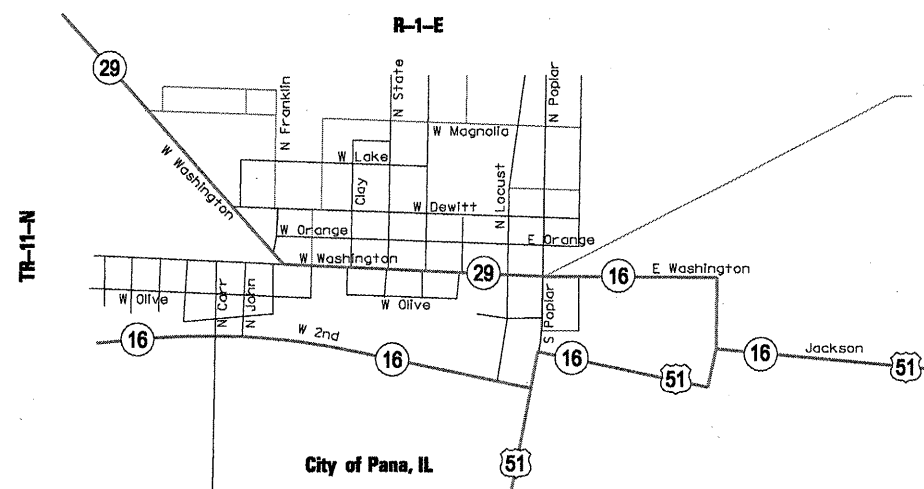 R-1-E
29
N Franklin
N State
N Poplar
W Magnolia
W Lake
W Washington
Clay
N Locust
W Dewitt
TR-11-N
W Orange
E Orange
W Washington
29
16
E Washington
W Olive
N Carr
N John
W Olive
S Poplar
W 2nd
16
16
16
51
16
Jackson
51
City of Pana, IL
51